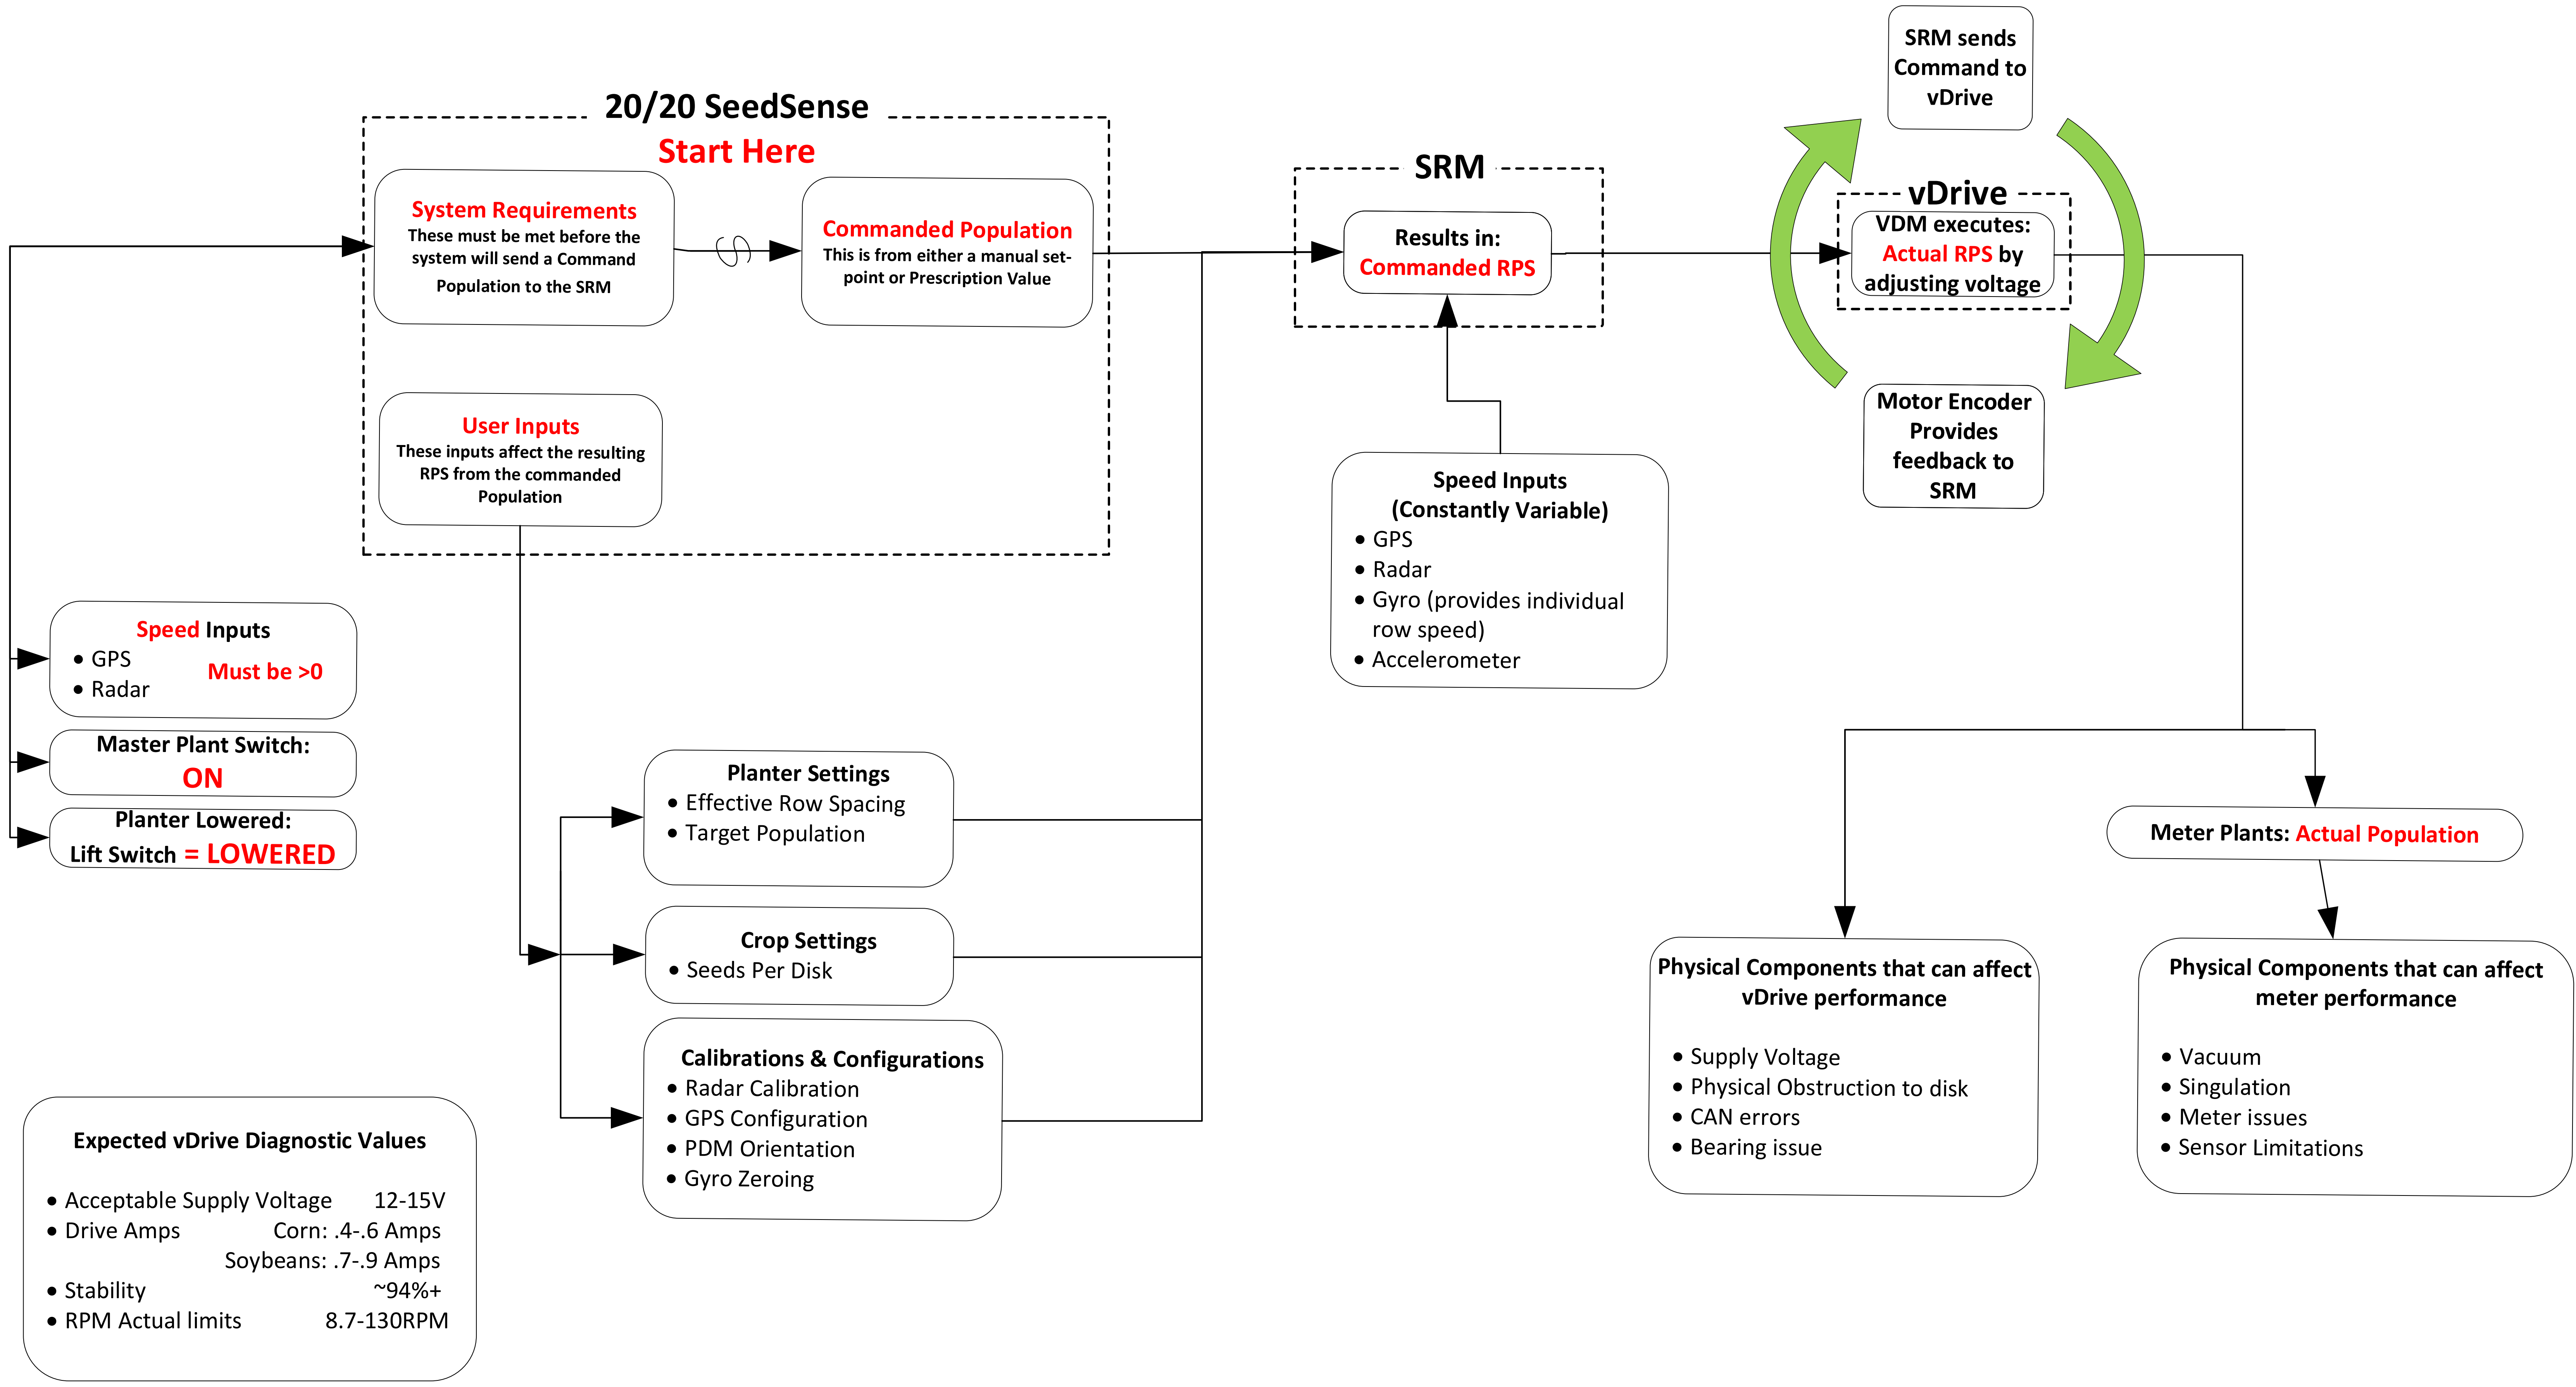 20/20 SeedSense
Start Here
System Requirements
These must be met before the
system will send a Command
Population to the SRM
Commanded Population
This is from either a manual set-
point or Prescription Value
User Inputs
These inputs affect the resulting
RPS from the commanded
Population
Speed Inputs
• GPS
• Radar
Must be >0
Master Plant Switch:
ON
Planter Lowered:
Lift Switch = LOWERED
Planter Settings
• Effective Row Spacing
• Target Population
Crop Settings
• Seeds Per Disk
Calibrations & Configurations
• Radar Calibration
• GPS Configuration
• PDM Orientation
• Gyro Zeroing
Expected vDrive Diagnostic Values
• Acceptable Supply Voltage 12-15V
• Drive Amps Corn: .4-.6 Amps
Soybeans: .7-.9 Amps
• Stability ~94%+
• RPM Actual limits 8.7-130RPM
SRM
Results in:
Commanded RPS
Speed Inputs
(Constantly Variable)
• GPS
• Radar
• Gyro (provides individual
row speed)
• Accelerometer
SRM sends
Command to
vDrive
vDrive
VDM executes:
Actual RPS by
adjusting voltage
Motor Encoder
Provides
feedback to
SRM
Meter Plants: Actual Population
Physical Components that can affect
vDrive performance
• Supply Voltage
• Physical Obstruction to disk
• CAN errors
• Bearing issue
Physical Components that can affect
meter performance
• Vacuum
• Singulation
• Meter issues
• Sensor Limitations